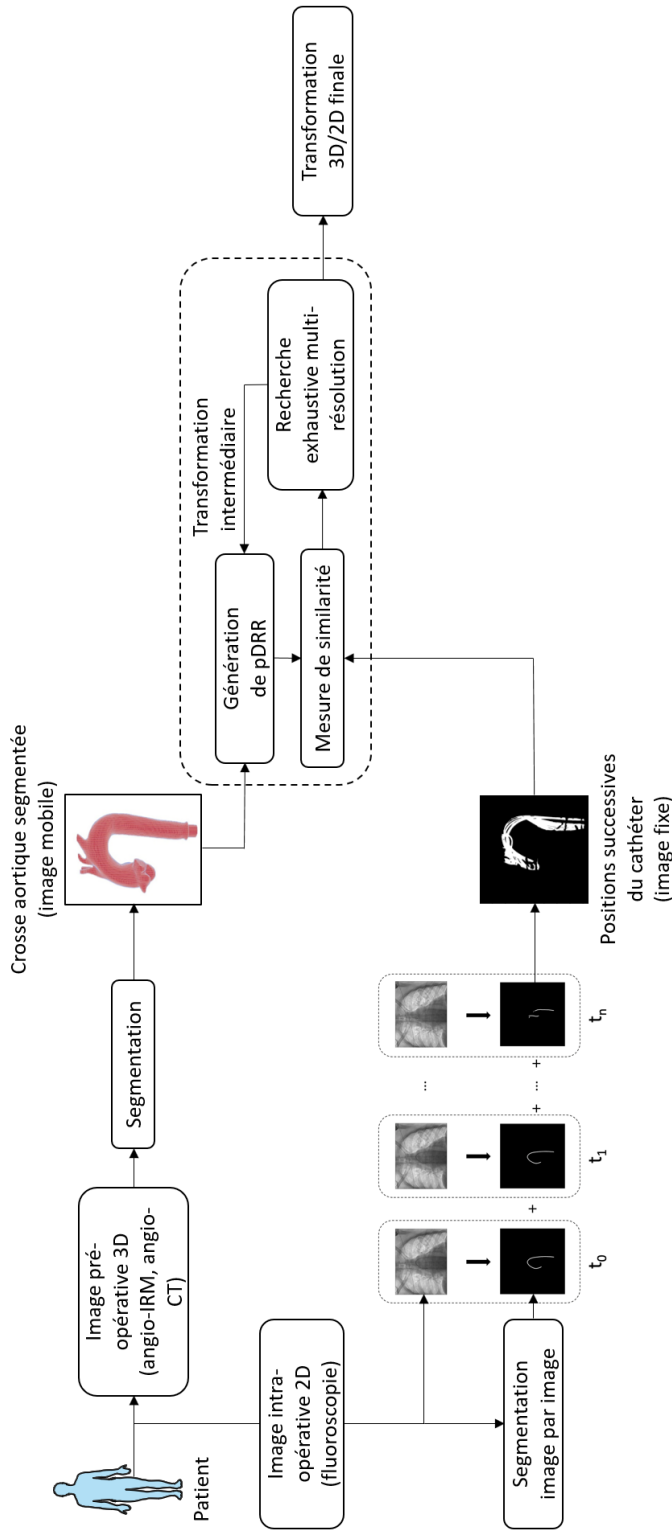 Patient
Image pré-
opérative 3D
(angio-IRM, angio-
CT)
Segmentation
Crosse aortique segmentée
(image mobile)
Image intra-
opérative 2D
(fluoroscopie)
Segmentation
image par image
t0
+
t1
+ ... +
...
tn
Positions successives
du cathéter
(image fixe)
Génération
de pDRR
Mesure de similarité
Transformation
intermédiaire
Recherche
exhaustive multi-
résolution
Transformation
3D/2D finale